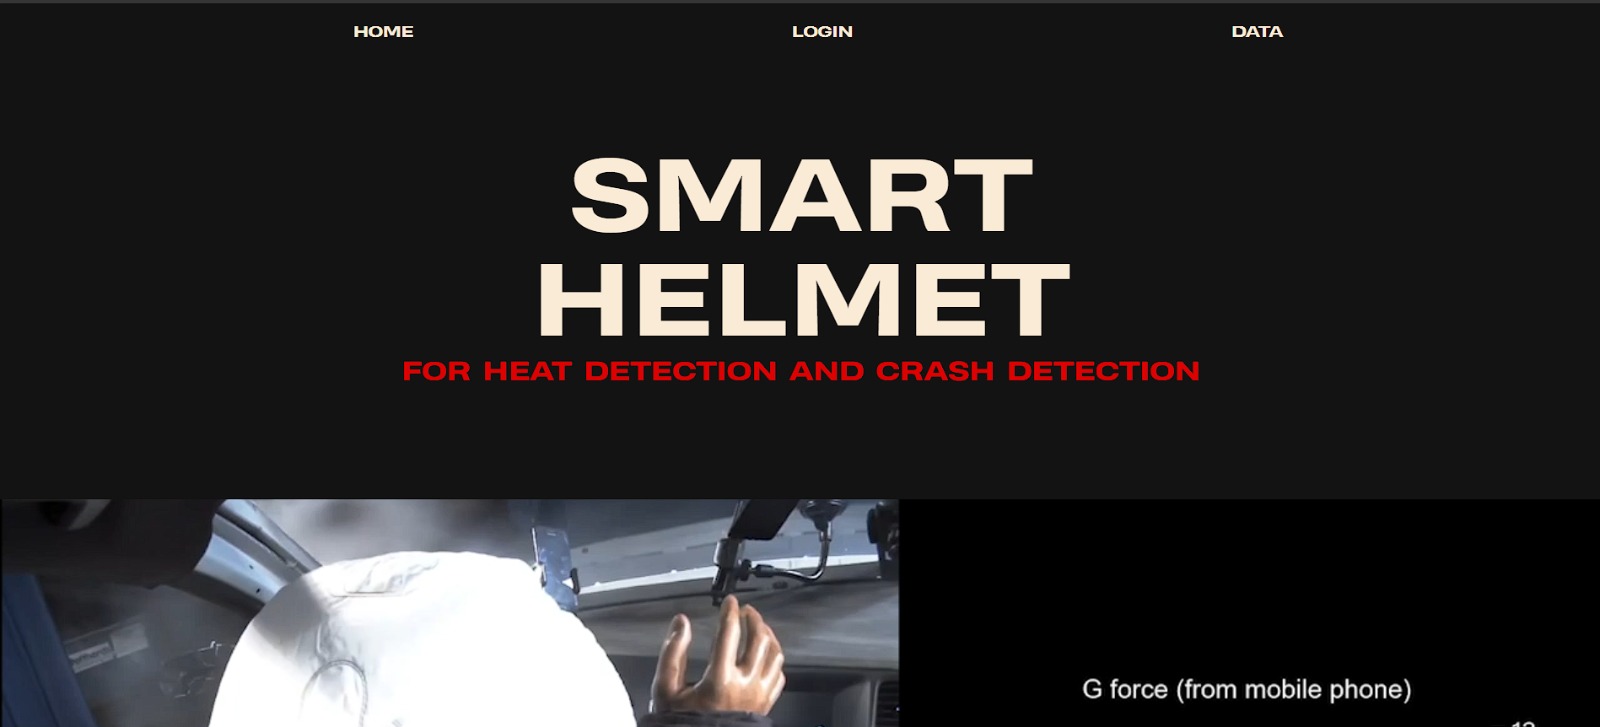 HOME LOGIN DATA
SMART
HELMET
FOR HEAT DETECTION AND CRASH DETECTION
G force (from mobile phone)